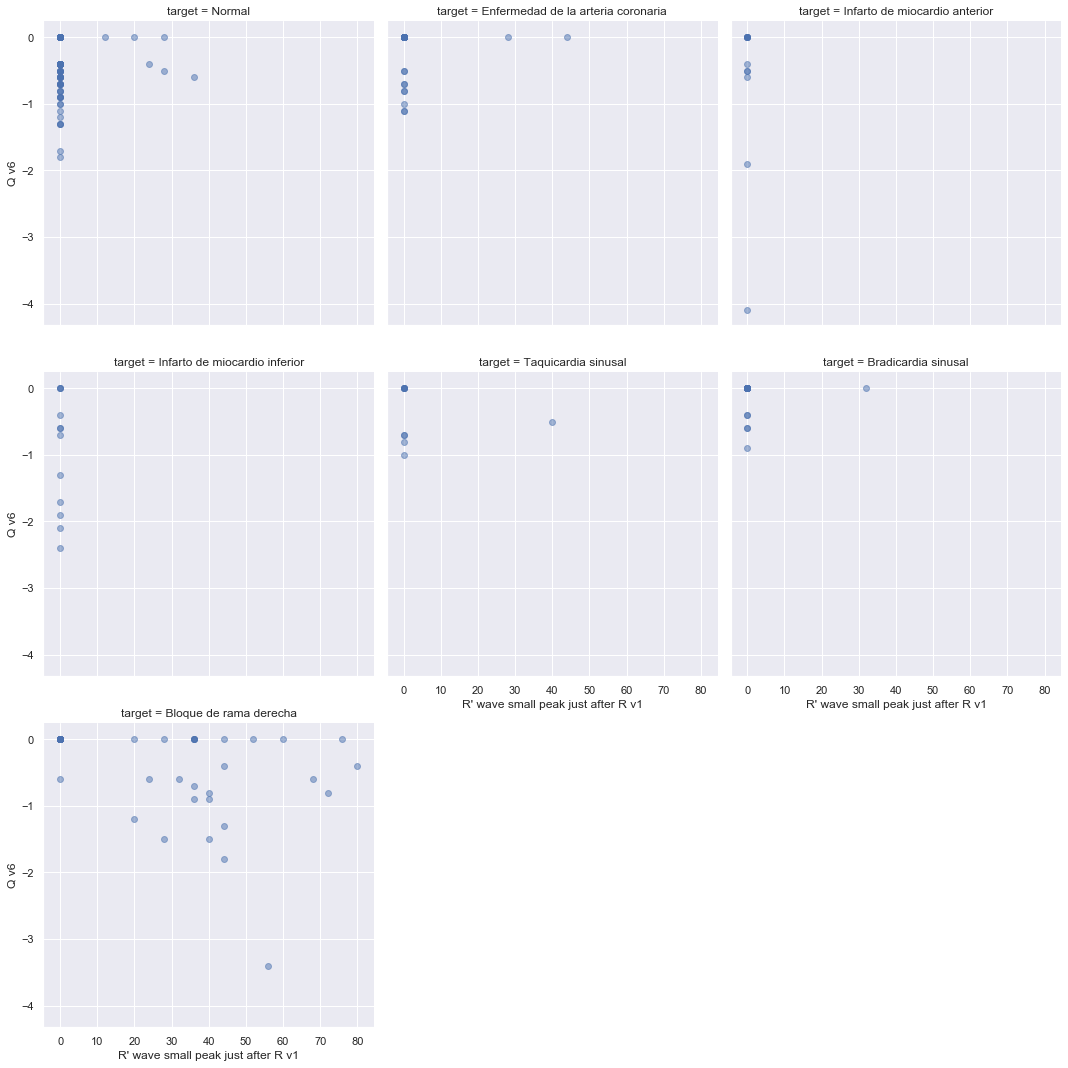 target = Normal
target = Enfermedad de la arteria coronaria
target = Infarto de miocardio anterior
0
−1
−2
−3
−4
Q v6
target = Infarto de miocardio inferior
target = Taquicardia sinusal
target = Bradicardia sinusal
0
−1
−2
−3
−4
Q v6
0 10 20 30 40 50 60 70 80
0 10 20 30 40 50 60 70 80
R' wave small peak just after R v1
R' wave small peak just after R v1
target = Bloque de rama derecha
0
−1
−2
−3
−4
Q v6
0 10 20 30 40 50 60 70 80
R' wave small peak just after R v1